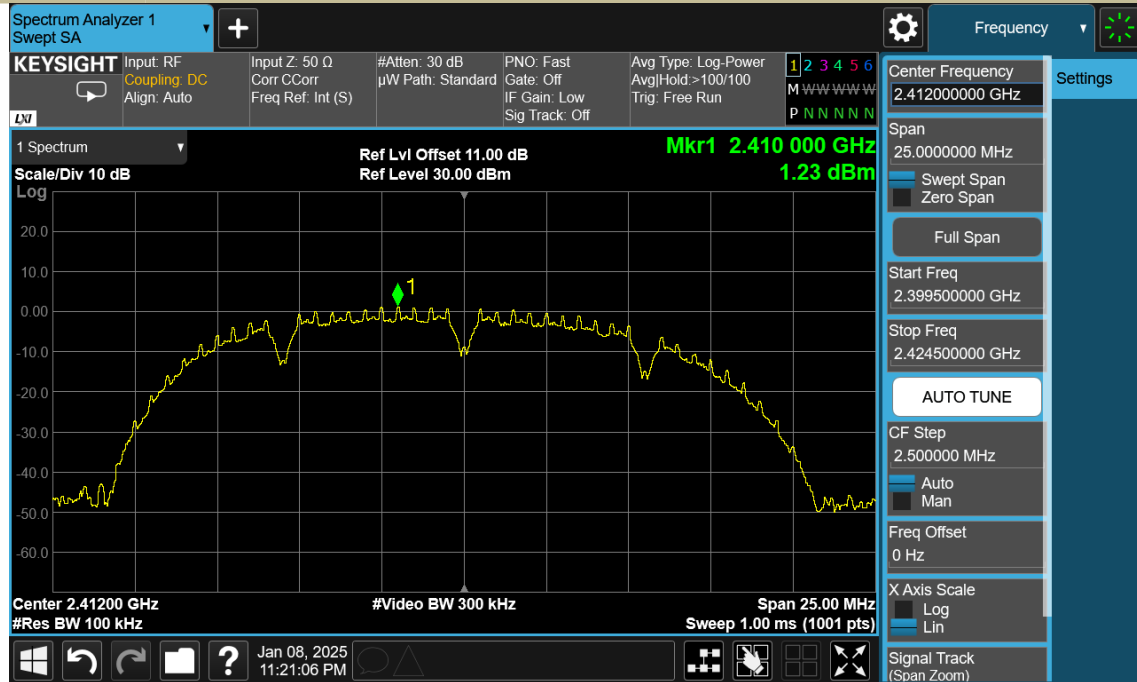 Spectrum Analyzer 1
Swept SA
+
Frequency
KEYSIGHT
LXI
Input: RF
Coupling: DC
Align: Auto
Input Z: 50 Ω
Corr CCorr
Freq Ref: Int (S)
#Atten: 30 dB
µW Path: Standard
PNO: Fast
Gate: Off
IF Gain: Low
Sig Track: Off
Avg Type: Log-Power
Avg|Hold:>100/100
Trig: Free Run
1 2 3 4 5 6
M W W W W W
P N N N N N
1 Spectrum
Scale/Div 10 dB
Ref Lvl Offset 11.00 dB
Ref Level 30.00 dBm
Mkr1 2.410 000 GHz
1.23 dBm
Log
20.0
10.0
0.00
-10.0
-20.0
-30.0
-40.0
-50.0
-60.0
1
Center 2.41200 GHz
#Res BW 100 kHz
#Video BW 300 kHz
Span 25.00 MHz
Sweep 1.00 ms (1001 pts)
Center Frequency
2.412000000 GHz
Settings
Span
25.0000000 MHz
Swept Span
Zero Span
Full Span
Start Freq
2.399500000 GHz
Stop Freq
2.424500000 GHz
AUTO TUNE
CF Step
2.500000 MHz
Auto
Man
Freq Offset
0 Hz
X Axis Scale
Log
Lin
Signal Track
(Span Zoom)
?
Jan 08, 2025
11:21:06 PM